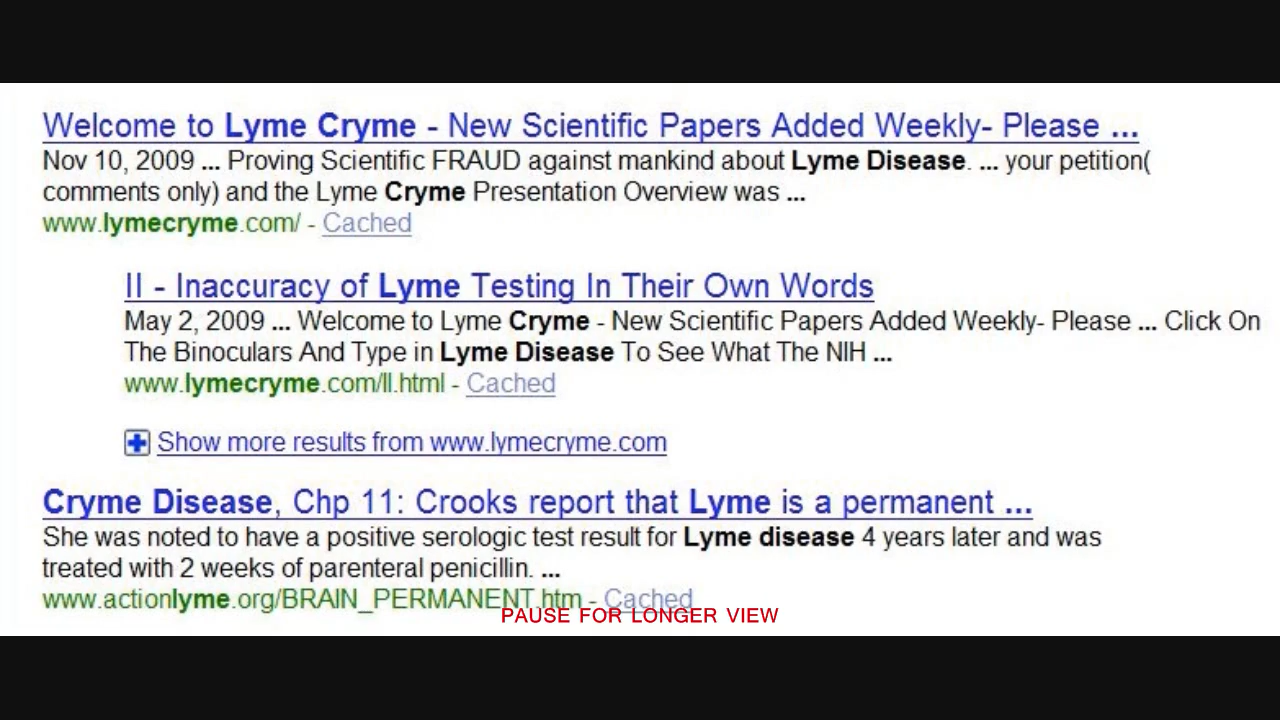 Welcome to Lyme Cryme - New Scientific Papers Added Weekly- Please ...
Nov 10, 2009 ... Proving Scientific FRAUD against mankind about Lyme Disease. ... your petition(
comments only) and the Lyme Cryme Presentation Overview was ...
www.lymecryme.com/ - Cached
II - Inaccuracy of Lyme Testing In Their Own Words
May 2, 2009 ... Welcome to Lyme Cryme - New Scientific Papers Added Weekly- Please ... Click On
The Binoculars And Type in Lyme Disease To See What The NIH ...
www.lymecryme.com/II.html - Cached
Show more results from www.lymecryme.com
Cryme Disease, Chp 11: Crooks report that Lyme is a permanent ...
She was noted to have a positive serologic test result for Lyme disease 4 years later and was
treated with 2 weeks of parenteral penicillin. ...
www.actionlyme.org/BRAIN_PERMANENT.htm - Cached
PAUSE FOR LONGER VIEW